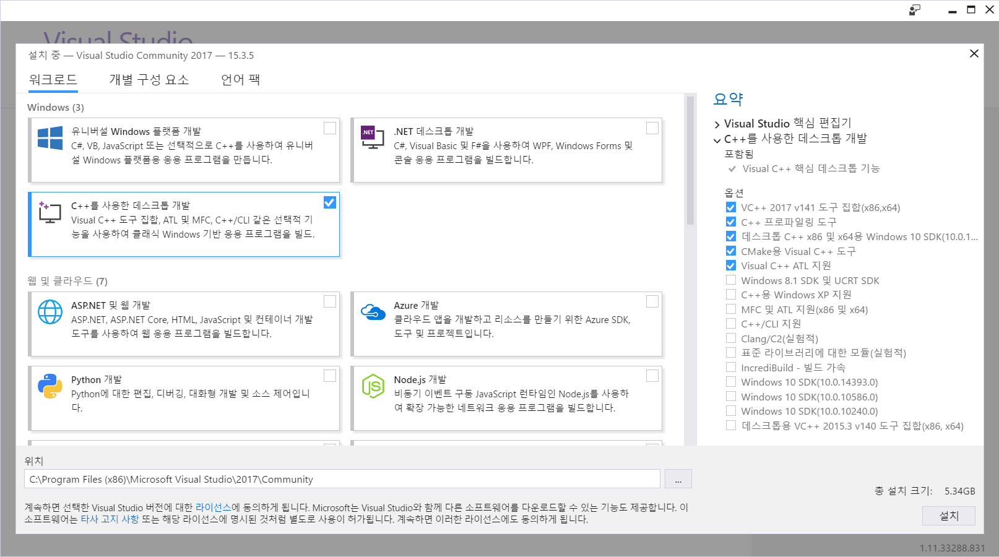 Visual Studio
설치 중 — Visual Studio Community 2017 — 15.3.5
워크로드 개별 구성 요소 언어 팩
Windows (3)
유니버설 Windows 플랫폼 개발
C#, VB, JavaScript 또는 선택적으로 C++를 사용하여 유니버
설 Windows 플랫폼용 응용 프로그램을 만듭니다.
.NET
.NET 데스크톱 개발
C#, Visual Basic 및 F#을 사용하여 WPF, Windows Forms 및
콘솔 응용 프로그램을 빌드합니다.
C++를 사용한 데스크톱 개발
Visual C++ 도구 집합, ATL 및 MFC, C++/CLI 같은 선택적 기
능을 사용하여 클래식 Windows 기반 응용 프로그램을 빌드.
웹 및 클라우드 (7)
ASP.NET 및 웹 개발
ASP.NET, ASP.NET Core, HTML, JavaScript 및 컨테이너 개발
도구를 사용하여 웹 응용 프로그램을 빌드합니다.
Azure 개발
클라우드 앱을 개발하고 리소스를 만들기 위한 Azure SDK,
도구 및 프로젝트입니다.
Python 개발
Python에 대한 편집, 디버깅, 대화형 개발 및 소스 제어입니
다.
JS
Node.js 개발
비동기 이벤트 구동 JavaScript 런타임인 Node.js를 사용하
여 확장 가능한 네트워크 응용 프로그램을 빌드합니다.
요약
Visual Studio 핵심 편집기
C++를 사용한 데스크톱 개발
포함됨
Visual C++ 핵심 데스크톱 기능
옵션
VC++ 2017 v141 도구 집합(x86,x64)
C++ 프로파일링 도구
데스크톱 C++ x86 및 x64용 Windows 10 SDK(10.0.1...
CMake용 Visual C++ 도구
Visual C++ ATL 지원
Windows 8.1 SDK 및 UCRT SDK
C++용 Windows XP 지원
MFC 및 ATL 지원(x86 및 x64)
C++/CLI 지원
Clang/C2(실험적)
표준 라이브러리에 대한 모듈(실험적)
IncrediBuild - 빌드 가속
Windows 10 SDK(10.0.14393.0)
Windows 10 SDK(10.0.10586.0)
Windows 10 SDK(10.0.10240.0)
데스크톱용 VC++ 2015.3 v140 도구 집합(x86, x64)
위치
C:\Program Files (x86)\Microsoft Visual Studio\2017\Community
...
계속하면 선택한 Visual Studio 버전에 대한 라이선스에 동의하게 됩니다. Microsoft는 Visual Studio와 함께 다른 소프트웨어를 다운로드할 수 있는 기능도 제공합니다. 이
소프트웨어는 타사 고지 사항 또는 해당 라이선스에 명시된 것처럼 별도로 사용이 허가됩니다. 계속하면 이러한 라이선스에도 동의하게 됩니다.
총 설치 크기: 5.34GB
설치
1.11.33288.831